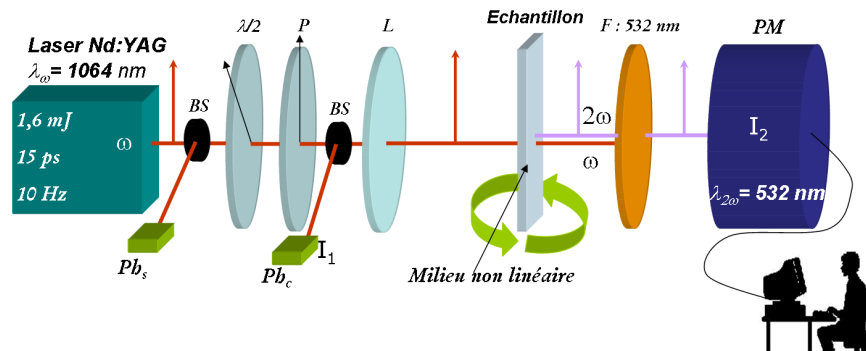 Laser Nd:YAG
λω= 1064 nm
1,6 mJ
15 ps
10 Hz
ω
BS
Phs
λ/2
P
BS
I1
Phc
L
Echantillon
Milieu non linéaire
2ω
ω
F : 532 nm
PM
I2
λ2ω= 532 nm